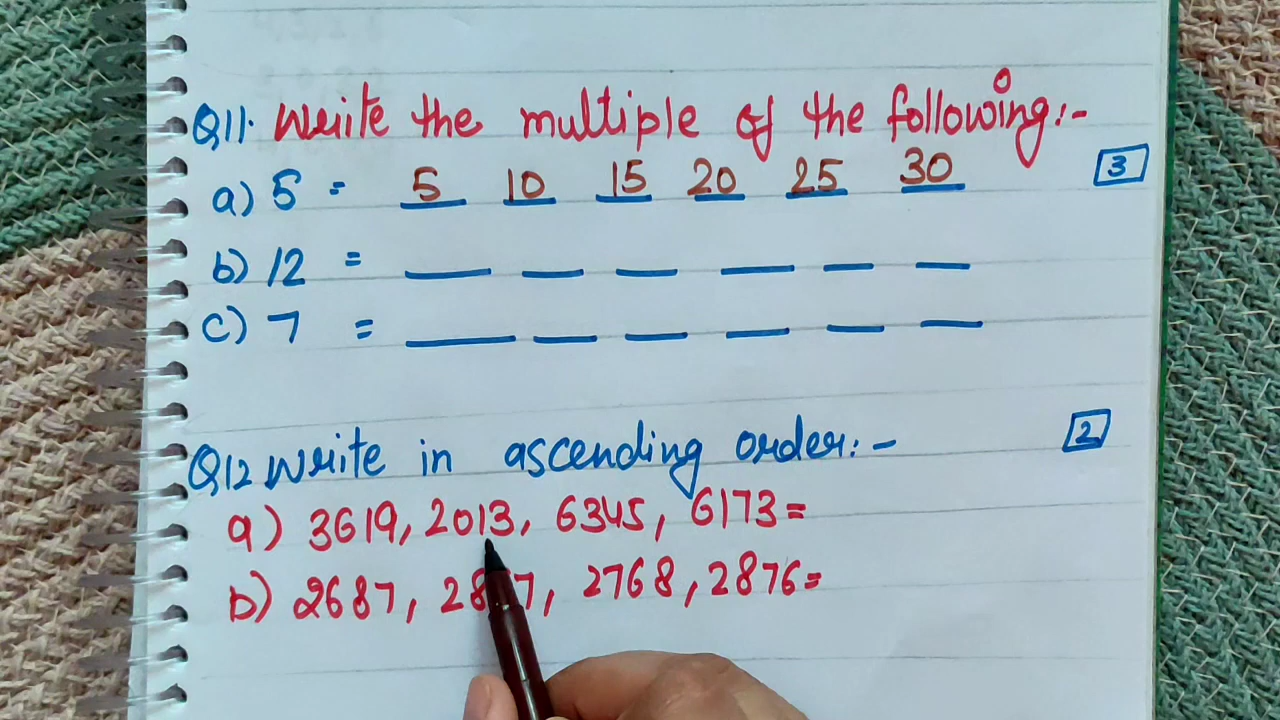 Q11. Write the multiple of the following:-
a) 5 = 5 10 15 20 25 30 3
b) 12 =
c) 7 =
Q12 Write in ascending order:- 2
a) 3619, 2013, 6345, 6173=
b) 2687, 2768, 2876=